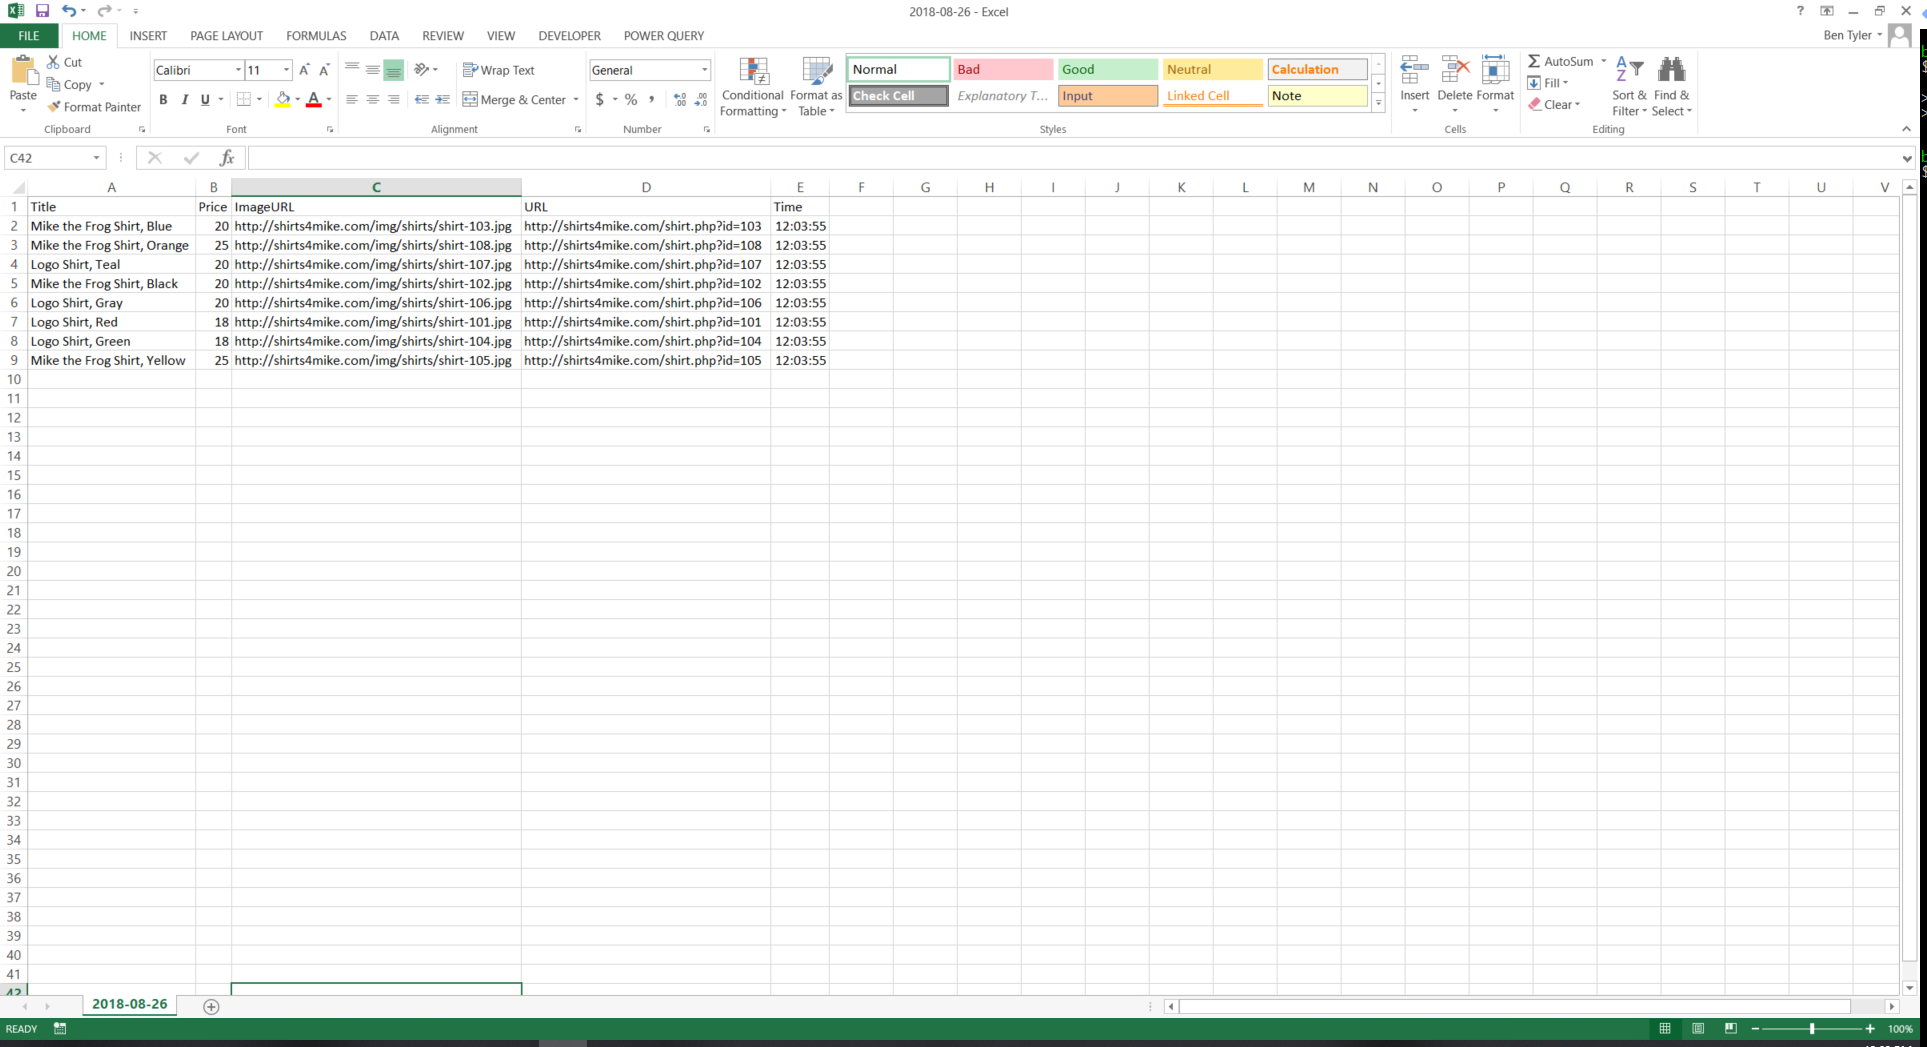 2018-08-26 - Excel
?
FILE HOME INSERT PAGE LAYOUT FORMULAS DATA REVIEW VIEW DEVELOPER POWER QUERY Ben Tyler
Paste Cut Copy Format Painter
Calibri 11
B I U
Wrap Text
Merge & Center
General
$ % ,
Conditional Formatting Format as Table
Normal Bad Good Neutral Calculation
Check Cell Explanatory T... Input Linked Cell Note
Insert Delete Format
AutoSum Fill Clear Sort & Filter Find & Select
Clipboard Font Alignment Number Styles Cells Editing
C42 fx
A B C D E F G H I J K L M N O P Q R S T U V
1 Title Price ImageURL URL Time
2 Mike the Frog Shirt, Blue 20 http://shirts4mike.com/img/shirts/shirt-103.jpg http://shirts4mike.com/shirt.php?id=103 12:03:55
3 Mike the Frog Shirt, Orange 25 http://shirts4mike.com/img/shirts/shirt-108.jpg http://shirts4mike.com/shirt.php?id=108 12:03:55
4 Logo Shirt, Teal 20 http://shirts4mike.com/img/shirts/shirt-107.jpg http://shirts4mike.com/shirt.php?id=107 12:03:55
5 Mike the Frog Shirt, Black 20 http://shirts4mike.com/img/shirts/shirt-102.jpg http://shirts4mike.com/shirt.php?id=102 12:03:55
6 Logo Shirt, Gray 20 http://shirts4mike.com/img/shirts/shirt-106.jpg http://shirts4mike.com/shirt.php?id=106 12:03:55
7 Logo Shirt, Red 18 http://shirts4mike.com/img/shirts/shirt-101.jpg http://shirts4mike.com/shirt.php?id=101 12:03:55
8 Logo Shirt, Green 18 http://shirts4mike.com/img/shirts/shirt-104.jpg http://shirts4mike.com/shirt.php?id=104 12:03:55
9 Mike the Frog Shirt, Yellow 25 http://shirts4mike.com/img/shirts/shirt-105.jpg http://shirts4mike.com/shirt.php?id=105 12:03:55
10
11
12
13
14
15
16
17
18
19
20
21
22
23
24
25
26
27
28
29
30
31
32
33
34
35
36
37
38
39
40
41
42
2018-08-26
READY 100%